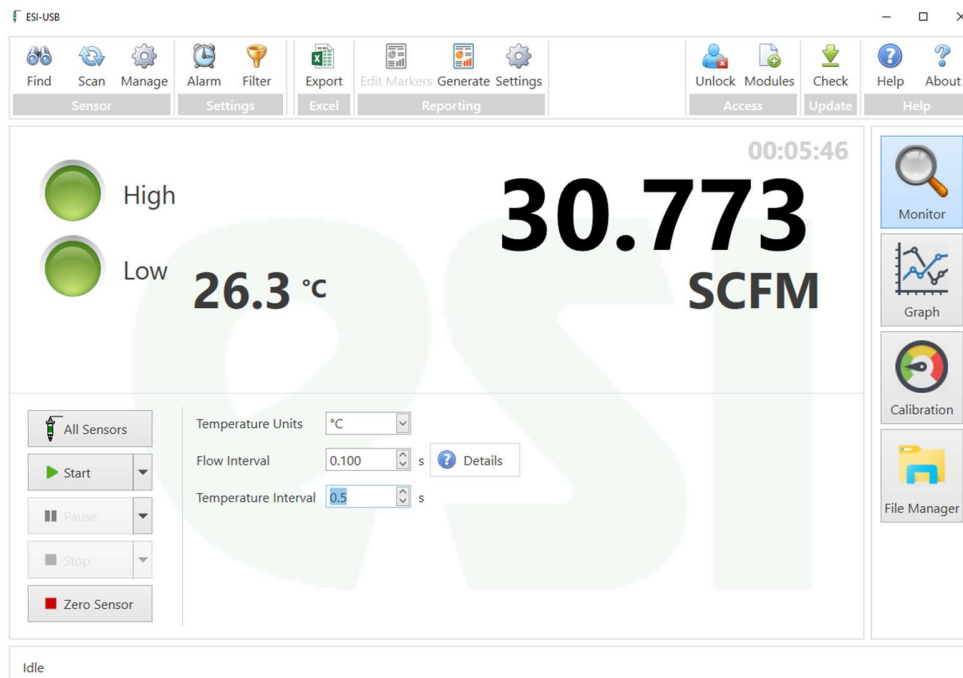 ESI-USB
Find Scan Manage Alarm Filter Export Edit Markers Generate Settings Unlock Modules Check Help About
Sensor Settings Excel Reporting Access Update Help
00:05:46
High
30.773
Low
26.3 °C
SCFM
esi
Monitor
Graph
Calibration
File Manager
All Sensors
Start
Pause
Stop
Zero Sensor
Temperature Units °C
Flow Interval 0.100 s Details
Temperature Interval 0.5 s
Idle